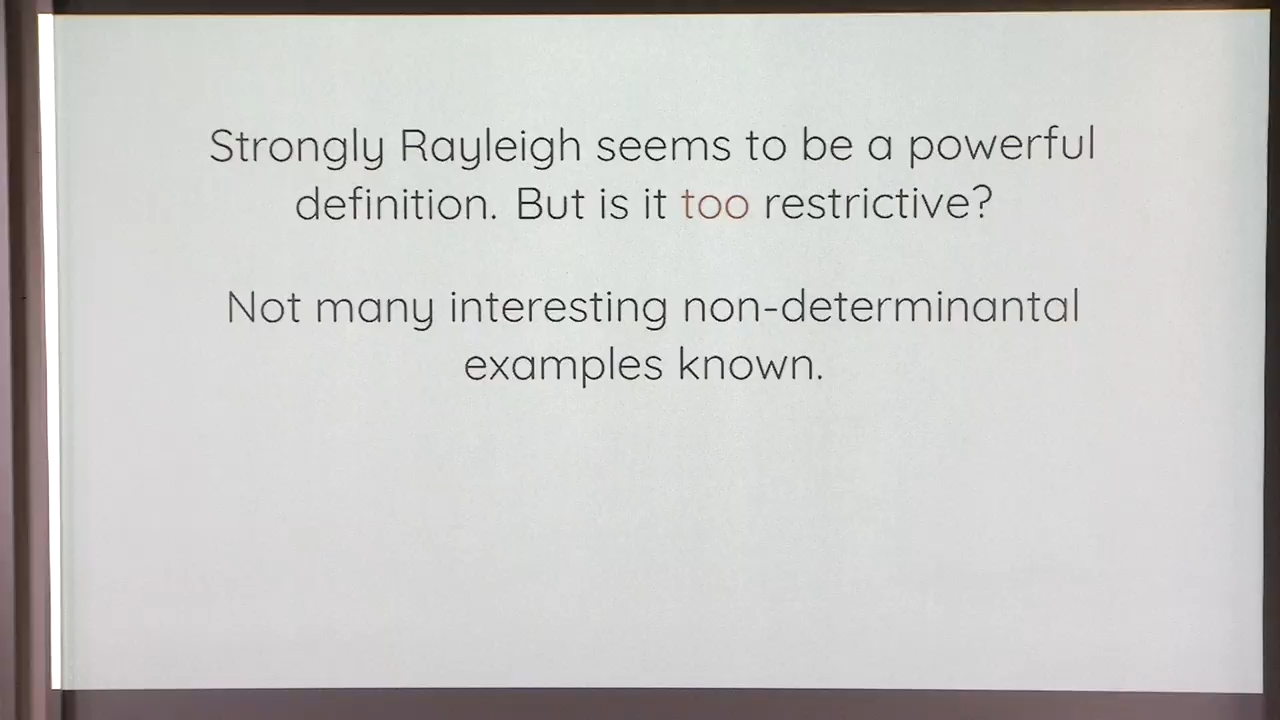 Strongly Rayleigh seems to be a powerful
definition. But is it too restrictive?
Not many interesting non-determinantal
examples known.